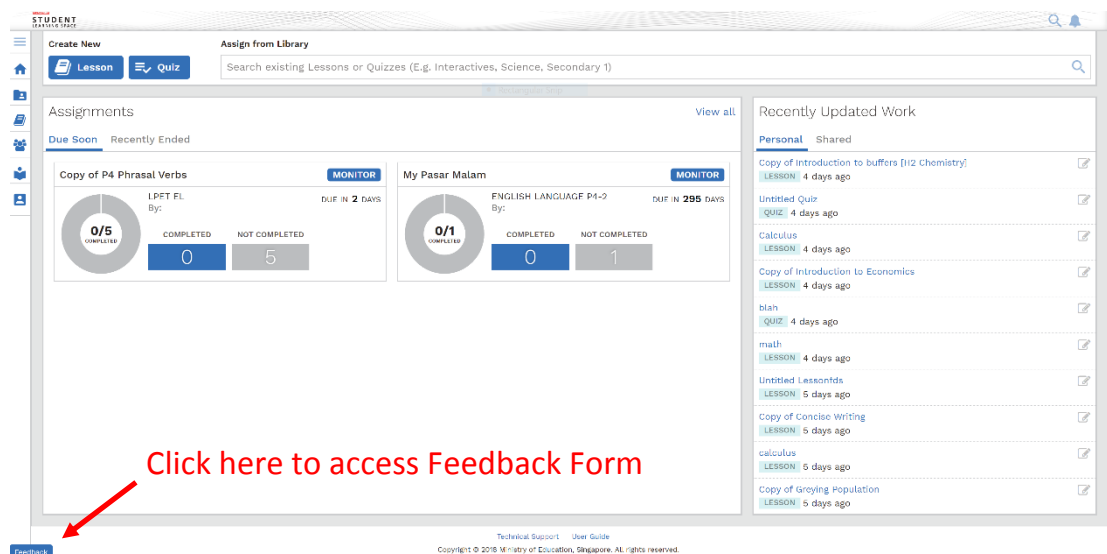 STUDENT
LEARNING SPACE
Create New
Assign from Library
Lesson
Quiz
Search existing Lessons or Quizzes (E.g. Interactives, Science, Secondary 1)
Rectangular Snip
Assignments
View all
Due Soon Recently Ended
Copy of P4 Phrasal Verbs
MONITOR
LPET EL
By:
DUE IN 2 DAYS
0/5
COMPLETED
COMPLETED NOT COMPLETED
0 5
My Pasar Malam
MONITOR
ENGLISH LANGUAGE P4-2
By:
DUE IN 295 DAYS
0/1
COMPLETED
COMPLETED NOT COMPLETED
0 1
Recently Updated Work
Personal Shared
Copy of Introduction to buffers [H2 Chemistry]
LESSON 4 days ago
Untitled Quiz
QUIZ 4 days ago
Calculus
LESSON 4 days ago
Copy of Introduction to Economics
LESSON 4 days ago
blah
QUIZ 4 days ago
math
LESSON 4 days ago
Untitled Lessonfds
LESSON 5 days ago
Copy of Concise Writing
LESSON 5 days ago
calculus
LESSON 5 days ago
Copy of Greying Population
LESSON 5 days ago
Click here to access Feedback Form
Feedback
Technical Support User Guide
Copyright © 2018 Ministry of Education, Singapore. All rights reserved.